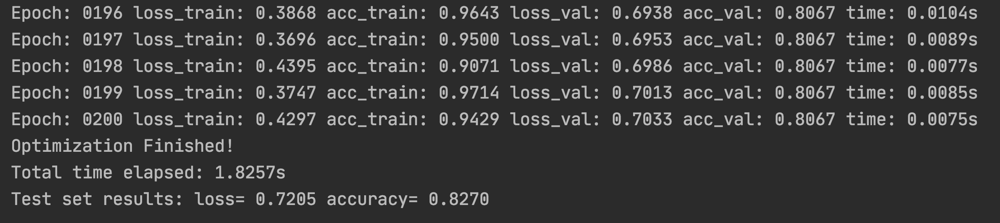 Epoch: 0196 loss_train: 0.3868 acc_train: 0.9643 loss_val: 0.6938 acc_val: 0.8067 time: 0.0104s
Epoch: 0197 loss_train: 0.3696 acc_train: 0.9500 loss_val: 0.6953 acc_val: 0.8067 time: 0.0089s
Epoch: 0198 loss_train: 0.4395 acc_train: 0.9071 loss_val: 0.6986 acc_val: 0.8067 time: 0.0077s
Epoch: 0199 loss_train: 0.3747 acc_train: 0.9714 loss_val: 0.7013 acc_val: 0.8067 time: 0.0085s
Epoch: 0200 loss_train: 0.4297 acc_train: 0.9429 loss_val: 0.7033 acc_val: 0.8067 time: 0.0075s
Optimization Finished!
Total time elapsed: 1.8257s
Test set results: loss= 0.7205 accuracy= 0.8270